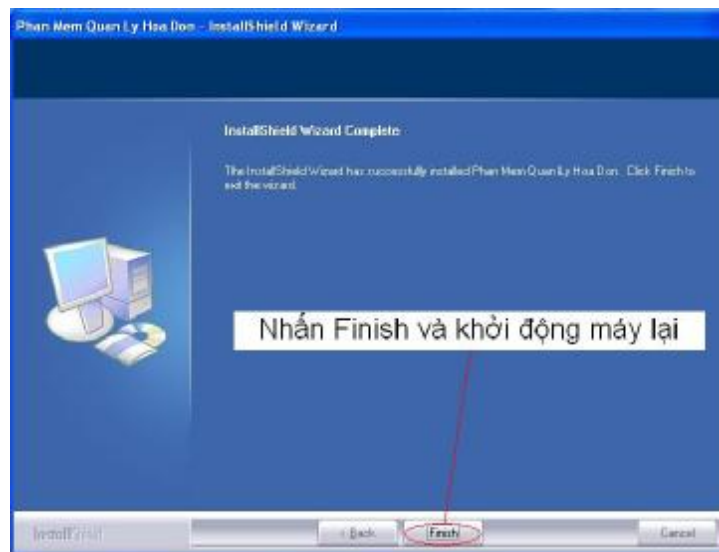 Phan Mem Quan Ly Hoa Don - InstallShield Wizard
InstallShield Wizard Complete
The InstallShield Wizard has successfully installed Phan Mem Quan Ly Hoa Don. Click Finish to
exit the wizard.
Nhấn Finish và khởi động máy lại
InstallShield
< Back
Finish
Cancel